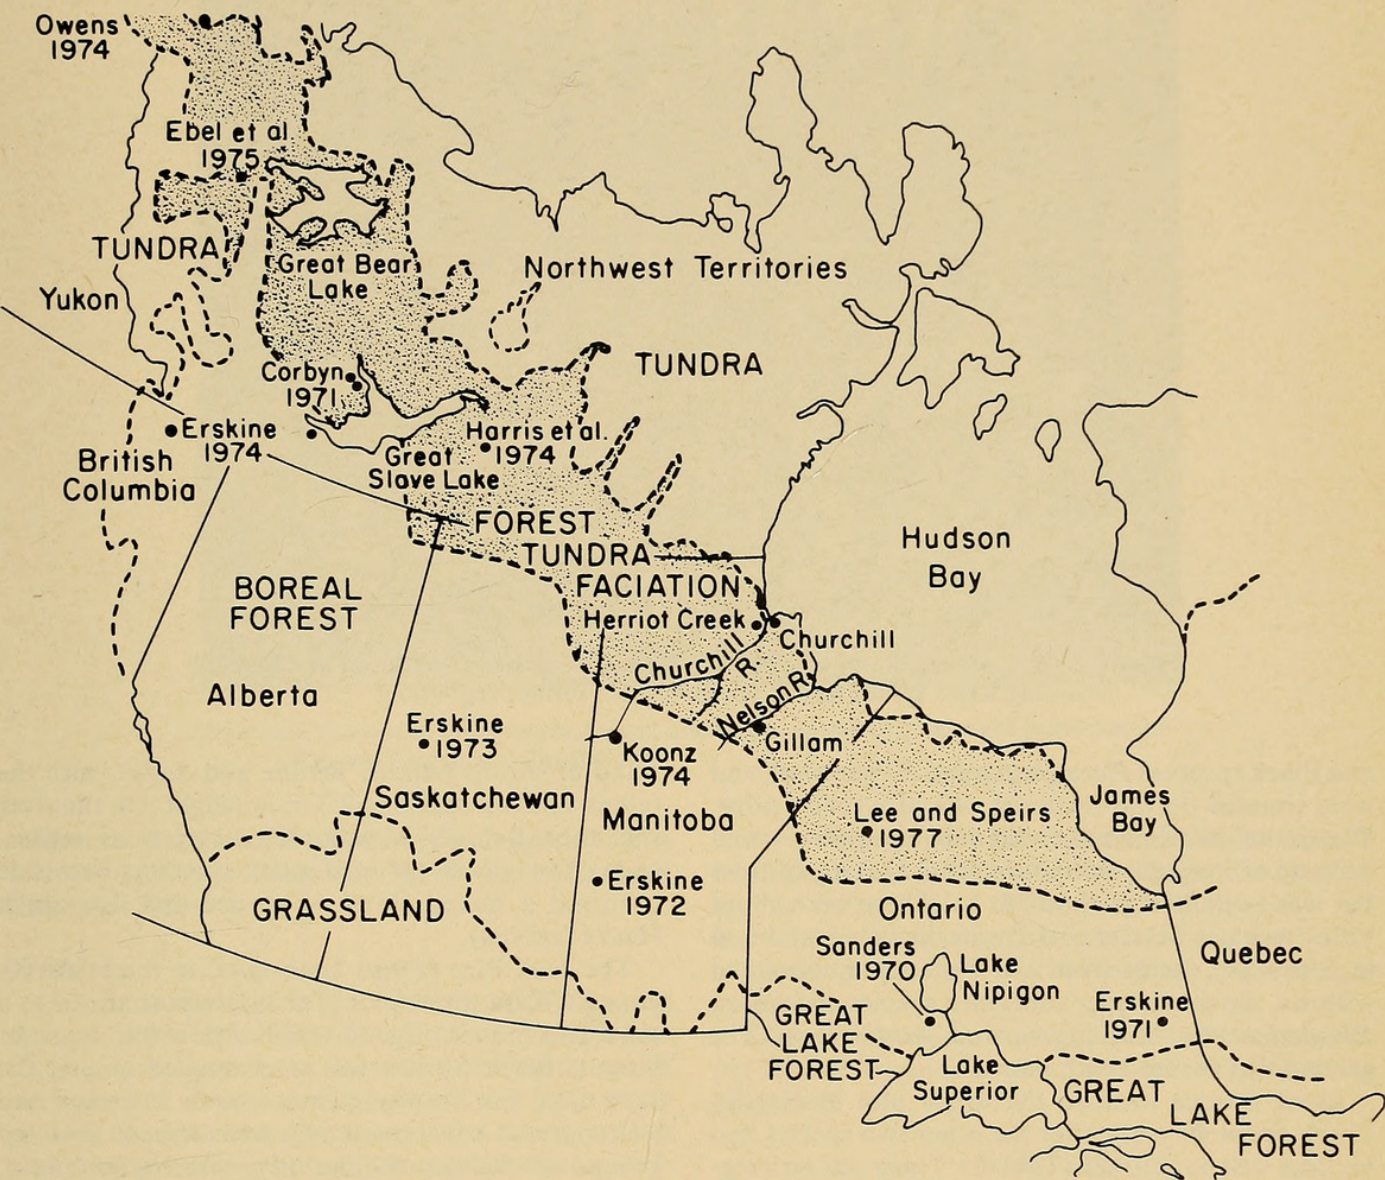 Owens
1974
Ebel et al.
1975
TUNDRA
Great Bear
Lake
Northwest Territories
Yukon
TUNDRA
Corbyn
1971
Erskine
1974
Harris et al.
1974
British
Columbia
Great
Slave Lake
FOREST
TUNDRA
FACIATION
Hudson
Bay
BOREAL
FOREST
Herriot Creek
Churchill
Churchill
R.
Alberta
Nelson R.
Erskine
1973
Gillam
Koonz
1974
Saskatchewan
Manitoba
Lee and Speirs
1977
James
Bay
Erskine
1972
GRASSLAND
Ontario
Sanders
1970
Lake
Nipigon
Quebec
Erskine
1971
GREAT
LAKE
FOREST
Lake
Superior
GREAT
LAKE
FOREST